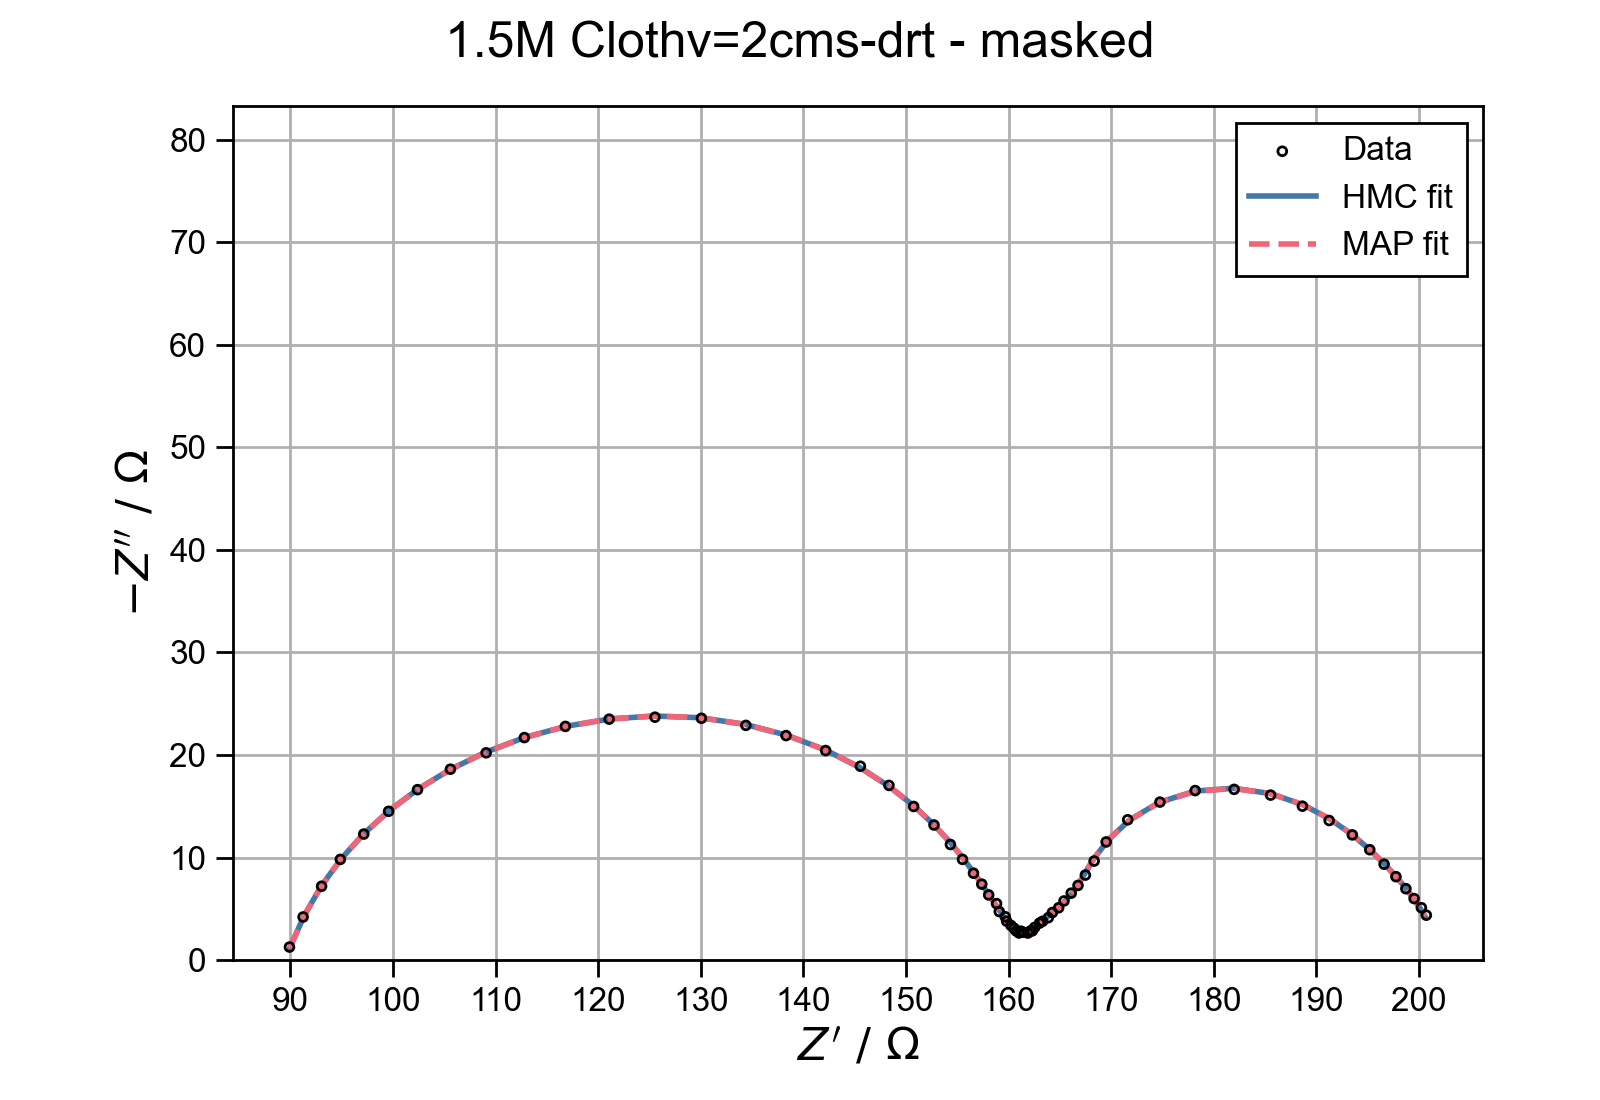 1.5M Clothv=2cms-drt - masked
Data
HMC fit
MAP fit
80
70
60
50
40
30
20
10
0
−Z′′ / Ω
90 100 110 120 130 140 150 160 170 180 190 200
Z′ / Ω